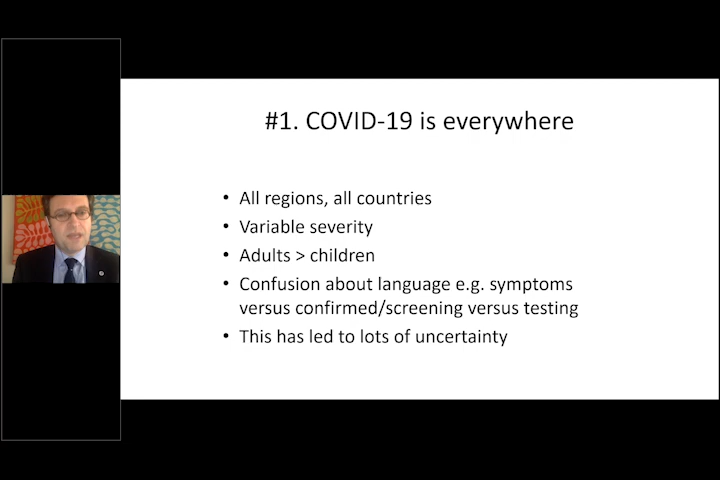 #1. COVID-19 is everywhere
• All regions, all countries
• Variable severity
• Adults > children
• Confusion about language e.g. symptoms
versus confirmed/screening versus testing
• This has led to lots of uncertainty